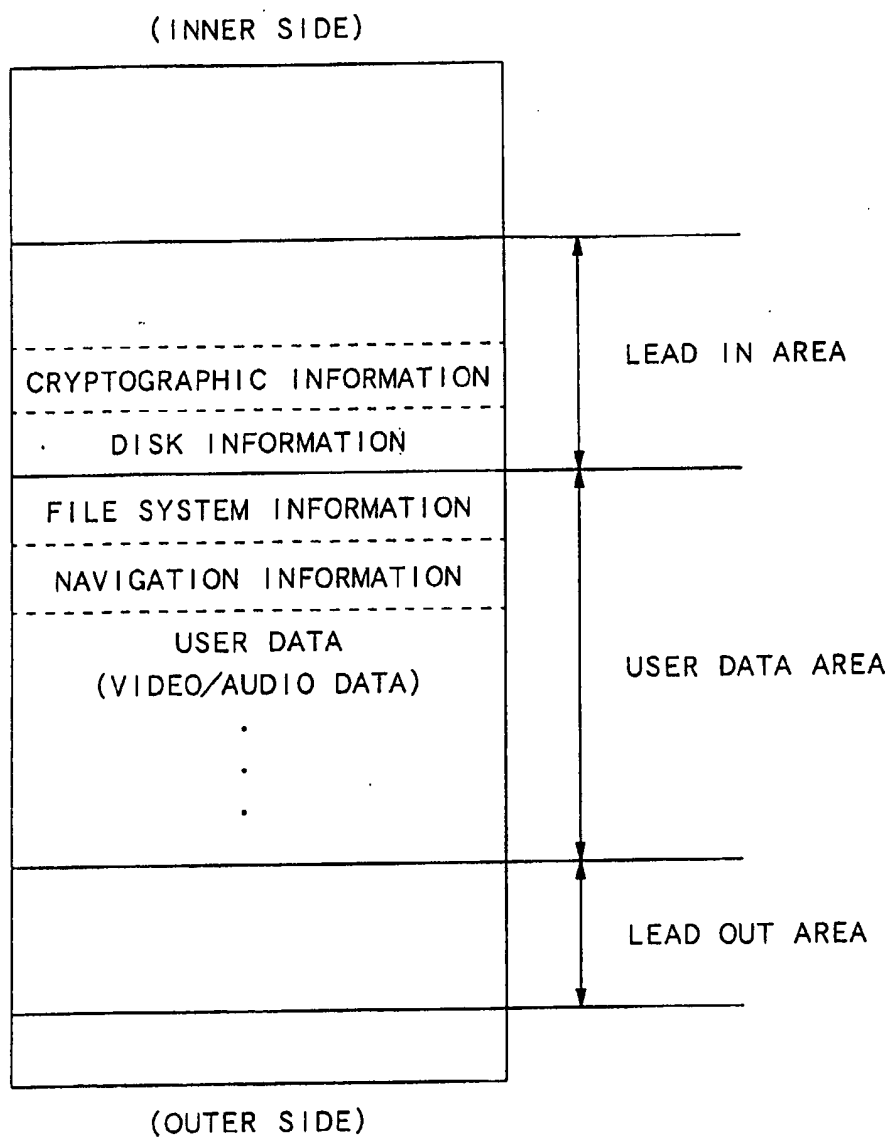 (INNER SIDE)
LEAD IN AREA
CRYPTOGRAPHIC INFORMATION
DISK INFORMATION
FILE SYSTEM INFORMATION
NAVIGATION INFORMATION
USER DATA
(VIDEO/AUDIO DATA)
USER DATA AREA
LEAD OUT AREA
(OUTER SIDE)